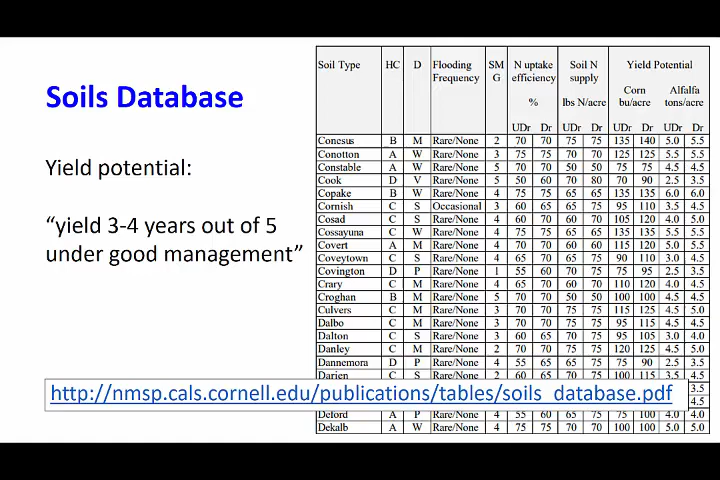 Soils Database
Yield potential:
“yield 3-4 years out of 5
under good management”
Soil Type HC D Flooding Frequency SM G N uptake efficiency Soil N supply Yield Potential
% lbs N/acre Corn bu/acre Alfalfa tons/acre
UDr Dr UDr Dr UDr Dr UDr Dr
Conesus B M Rare/None 2 70 70 75 75 135 140 5.0 5.5
Conotton A W Rare/None 3 75 75 70 70 125 125 5.5 5.5
Constable A W Rare/None 5 70 70 50 50 75 75 4.5 4.5
Cook D V Rare/None 5 50 60 70 80 70 90 2.5 3.5
Copake B W Rare/None 4 75 75 65 65 135 135 6.0 6.0
Cornish C S Occasional 3 60 65 65 75 95 110 3.5 4.5
Cosad C S Rare/None 4 60 70 60 70 105 120 4.0 5.0
Cossayuna C W Rare/None 4 75 75 65 65 135 135 5.5 5.5
Covert A M Rare/None 4 70 70 60 60 115 120 5.0 5.5
Coveytown C S Rare/None 4 65 70 65 75 90 110 3.0 4.5
Covington D P Rare/None 1 55 60 70 75 75 95 2.5 3.5
Crary C M Rare/None 4 65 70 60 70 110 120 4.0 4.5
Croghan B M Rare/None 5 70 70 50 50 100 100 4.5 4.5
Culvers C M Rare/None 3 70 70 75 75 115 125 4.5 5.0
Dalbo C M Rare/None 3 70 70 75 75 95 115 4.5 4.5
Dalton C S Rare/None 3 60 65 70 75 95 105 3.0 4.0
Danley C M Rare/None 2 70 70 75 75 120 125 4.5 5.0
Dannemora D P Rare/None 4 55 65 65 75 75 90 2.5 3.5
Darien C S Rare/None 2 60 65 70 75 100 115 3.5 4.5
3.5
http://nmsp.cals.cornell.edu/publications/tables/soils_database.pdf
4.5
Deford A P Rare/None 4 55 60 65 75 75 100 4.0 4.0
Dekalb A W Rare/None 4 75 75 70 70 100 100 5.0 5.0